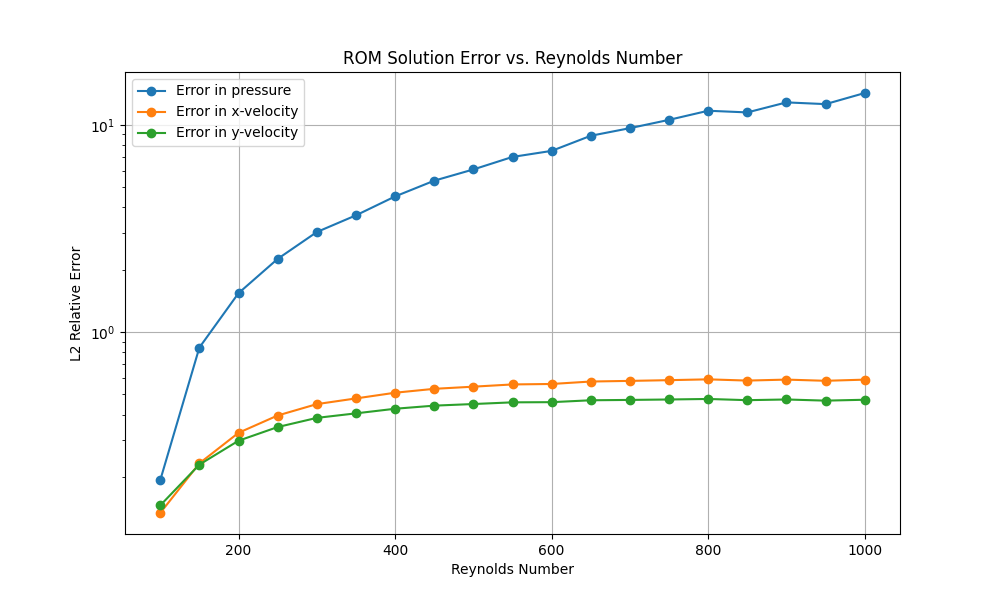 ROM Solution Error vs. Reynolds Number
Error in pressure
Error in x-velocity
Error in y-velocity
L2 Relative Error
10¹
10⁰
200 400 600 800 1000
Reynolds Number